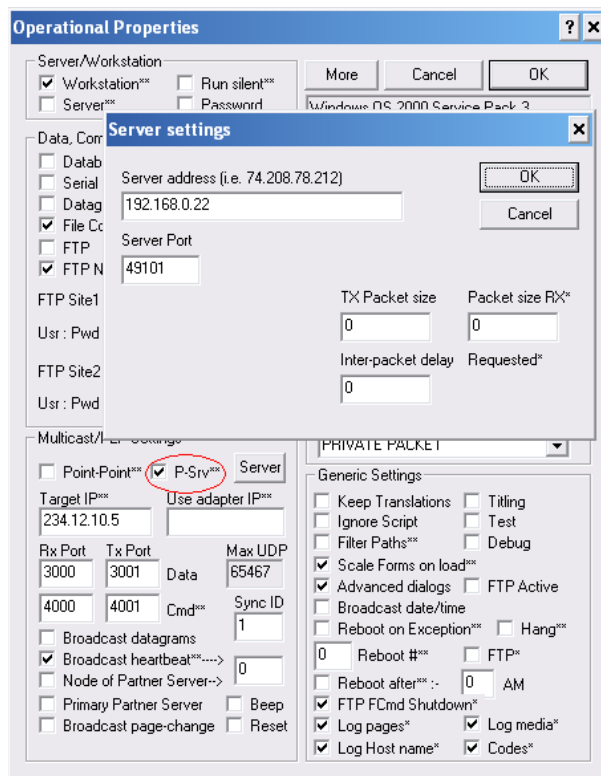 Operational Properties
Server/Workstation
Workstation**
Run silent**
Server**
Password
More
Cancel
OK
Windows OS 2000 Service Pack 3
Data, Com
Datab
Serial
Datag
File Co
FTP
FTP N
FTP Site1
Usr : Pwd
FTP Site2
Usr : Pwd
Server settings
Server address (i.e. 74.208.78.212)
192.168.0.22
OK
Cancel
Server Port
49101
TX Packet size
Packet size RX*
0
0
Inter-packet delay
Requested*
0
PRIVATE PACKET
Point-Point**
P-Srv**
Server
Target IP**
Use adapter IP**
234.12.10.5
Rx Port
Tx Port
Max UDP
3000
3001
Data
65467
4000
4001
Cmd**
Sync ID
1
Broadcast datagrams
Broadcast heartbeat**---->
Node of Partner Server-->
0
Primary Partner Server
Beep
Broadcast page-change
Reset
Generic Settings
Keep Translations
Titling
Ignore Script
Test
Filter Paths**
Debug
Scale Forms on load**
Advanced dialogs
FTP Active
Broadcast date/time
Reboot on Exception**
Hang**
0
Reboot #**
FTP*
Reboot after** :-
0
AM
FTP FCmd Shutdown*
Log pages*
Log media*
Log Host name*
Codes*